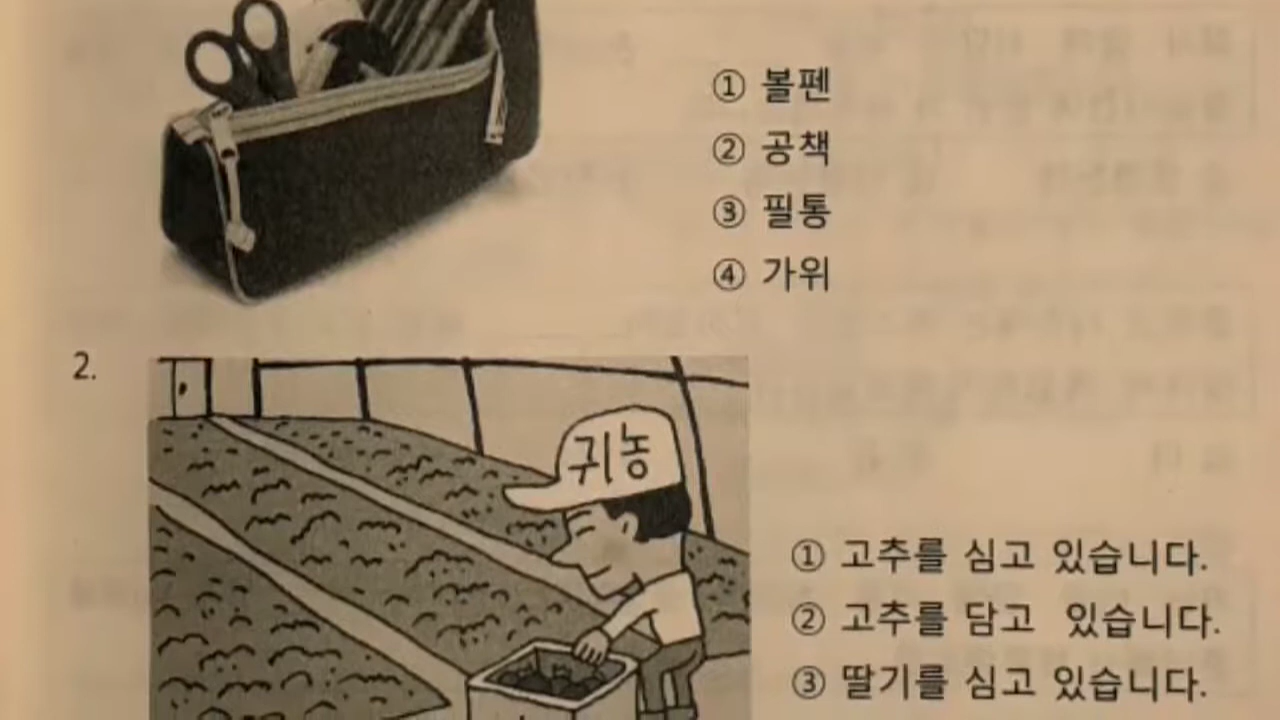 ① 볼펜
② 공책
③ 필통
④ 가위
2.
귀농
① 고추를 심고 있습니다.
② 고추를 담고 있습니다.
③ 딸기를 심고 있습니다.